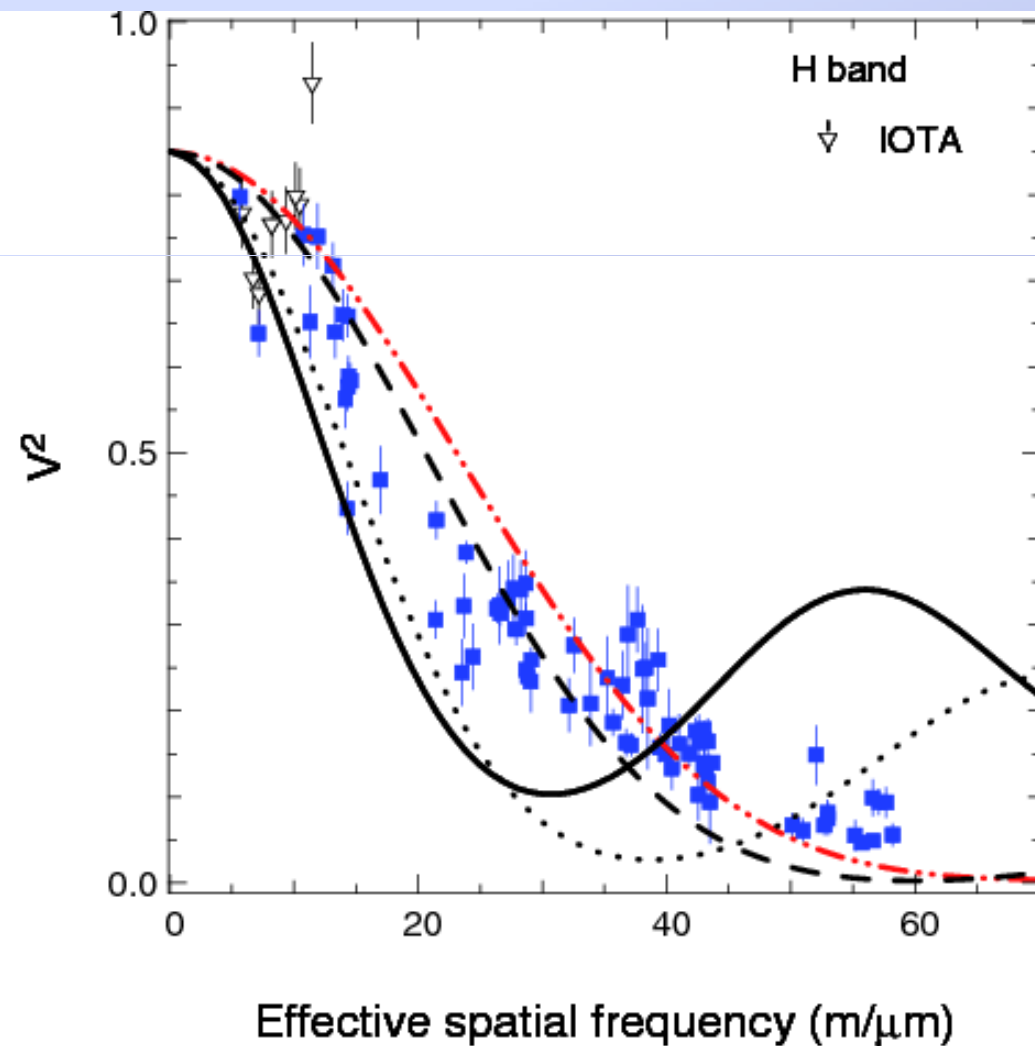 1.0
H band
IOTA
V²
0.5
0.0
0 20 40 60
Effective spatial frequency (m/μm)